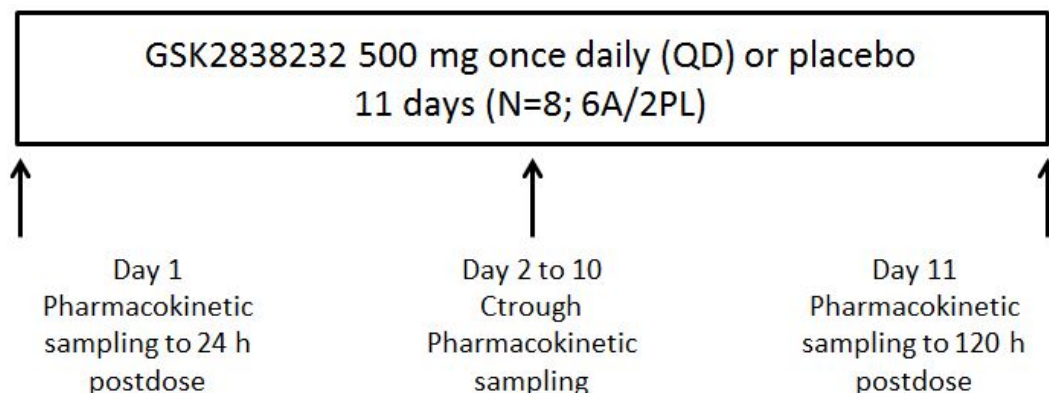 GSK2838232 500 mg once daily (QD) or placebo
11 days (N=8; 6A/2PL)
Day 1
Pharmacokinetic
sampling to 24 h
postdose
Day 2 to 10
Ctrough
Pharmacokinetic
sampling
Day 11
Pharmacokinetic
sampling to 120 h
postdose